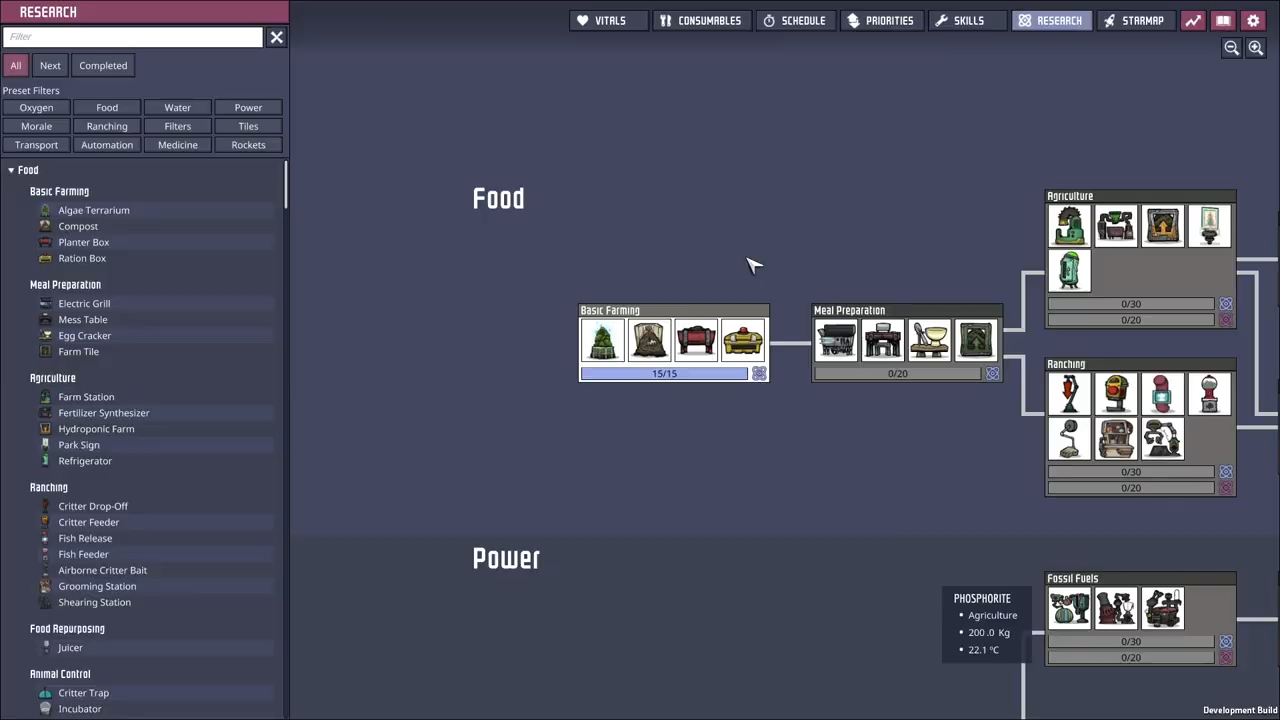 RESEARCH
VITALS
CONSUMABLES
SCHEDULE
PRIORITIES
SKILLS
RESEARCH
STARMAP
Filter
All
Next
Completed
Preset Filters
Oxygen
Food
Water
Power
Morale
Ranching
Filters
Tiles
Transport
Automation
Medicine
Rockets
Food
Basic Farming
Algae Terrarium
Compost
Planter Box
Ration Box
Meal Preparation
Electric Grill
Mess Table
Egg Cracker
Farm Tile
Agriculture
Farm Station
Fertilizer Synthesizer
Hydroponic Farm
Park Sign
Refrigerator
Ranching
Critter Drop-Off
Critter Feeder
Fish Release
Fish Feeder
Airborne Critter Bait
Grooming Station
Shearing Station
Food Repurposing
Juicer
Animal Control
Critter Trap
Incubator
Food
Basic Farming
15/15
Meal Preparation
0/20
Agriculture
0/30
0/20
Ranching
0/30
0/20
Power
Fossil Fuels
0/30
0/20
PHOSPHORITE
• Agriculture
• 200.0 Kg
• 22.1 ºC
Development Build